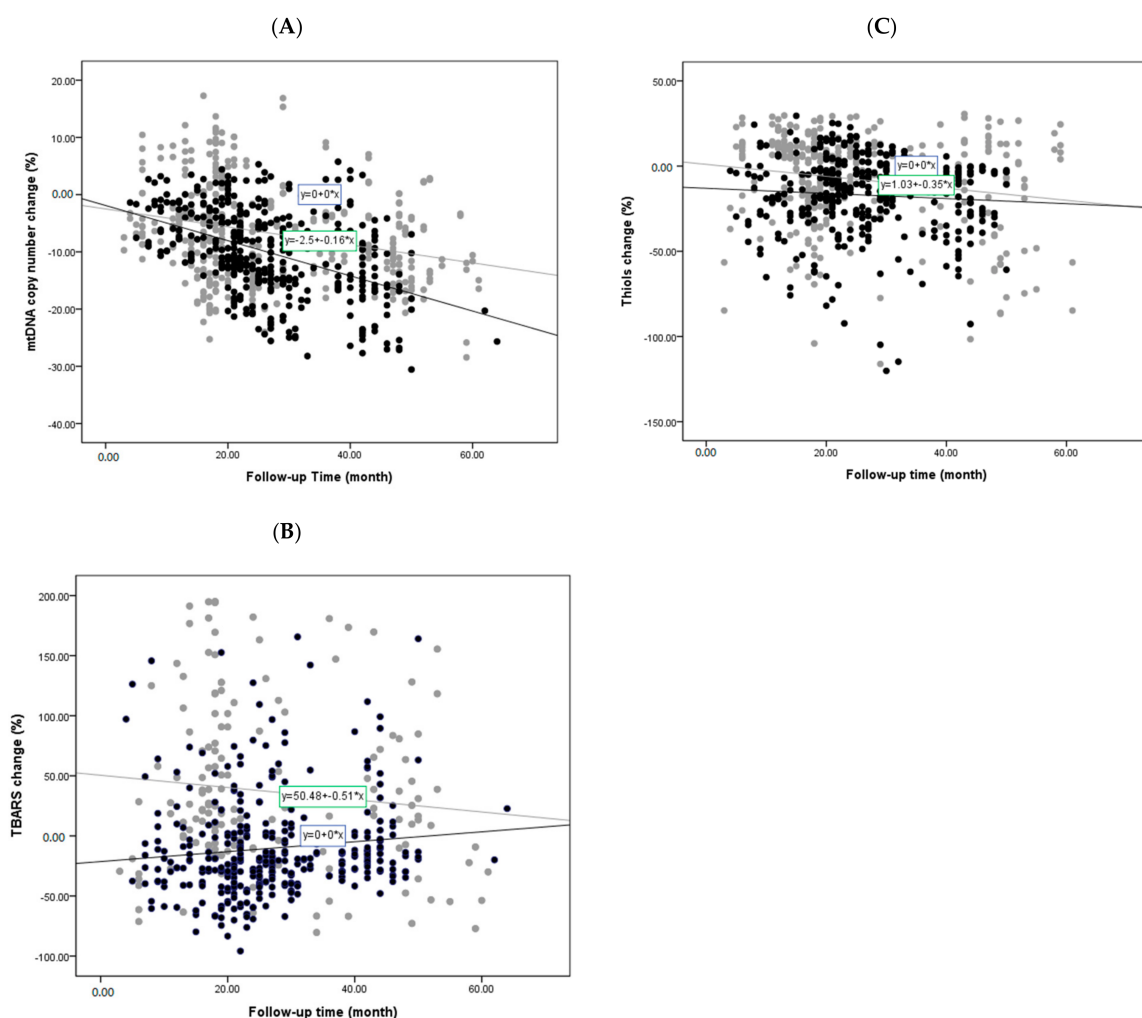 (A)
20.00
10.00
0.00
-10.00
-20.00
-30.00
-40.00
mtDNA copy number change (%)
y=0+0*x
y=-2.5+-0.16*x
0.00 20.00 40.00 60.00
Follow-up Time (month)
(C)
50.00
0.00
-50.00
-100.00
-150.00
Thiols change (%)
y=0+0*x
y=1.03+-0.35*x
0.00 20.00 40.00 60.00
Follow-up time (month)
(B)
200.00
150.00
100.00
50.00
0.00
-50.00
-100.00
TBARS change (%)
y=50.48+-0.51*x
y=0+0*x
0.00 20.00 40.00 60.00
Follow-up time (month)